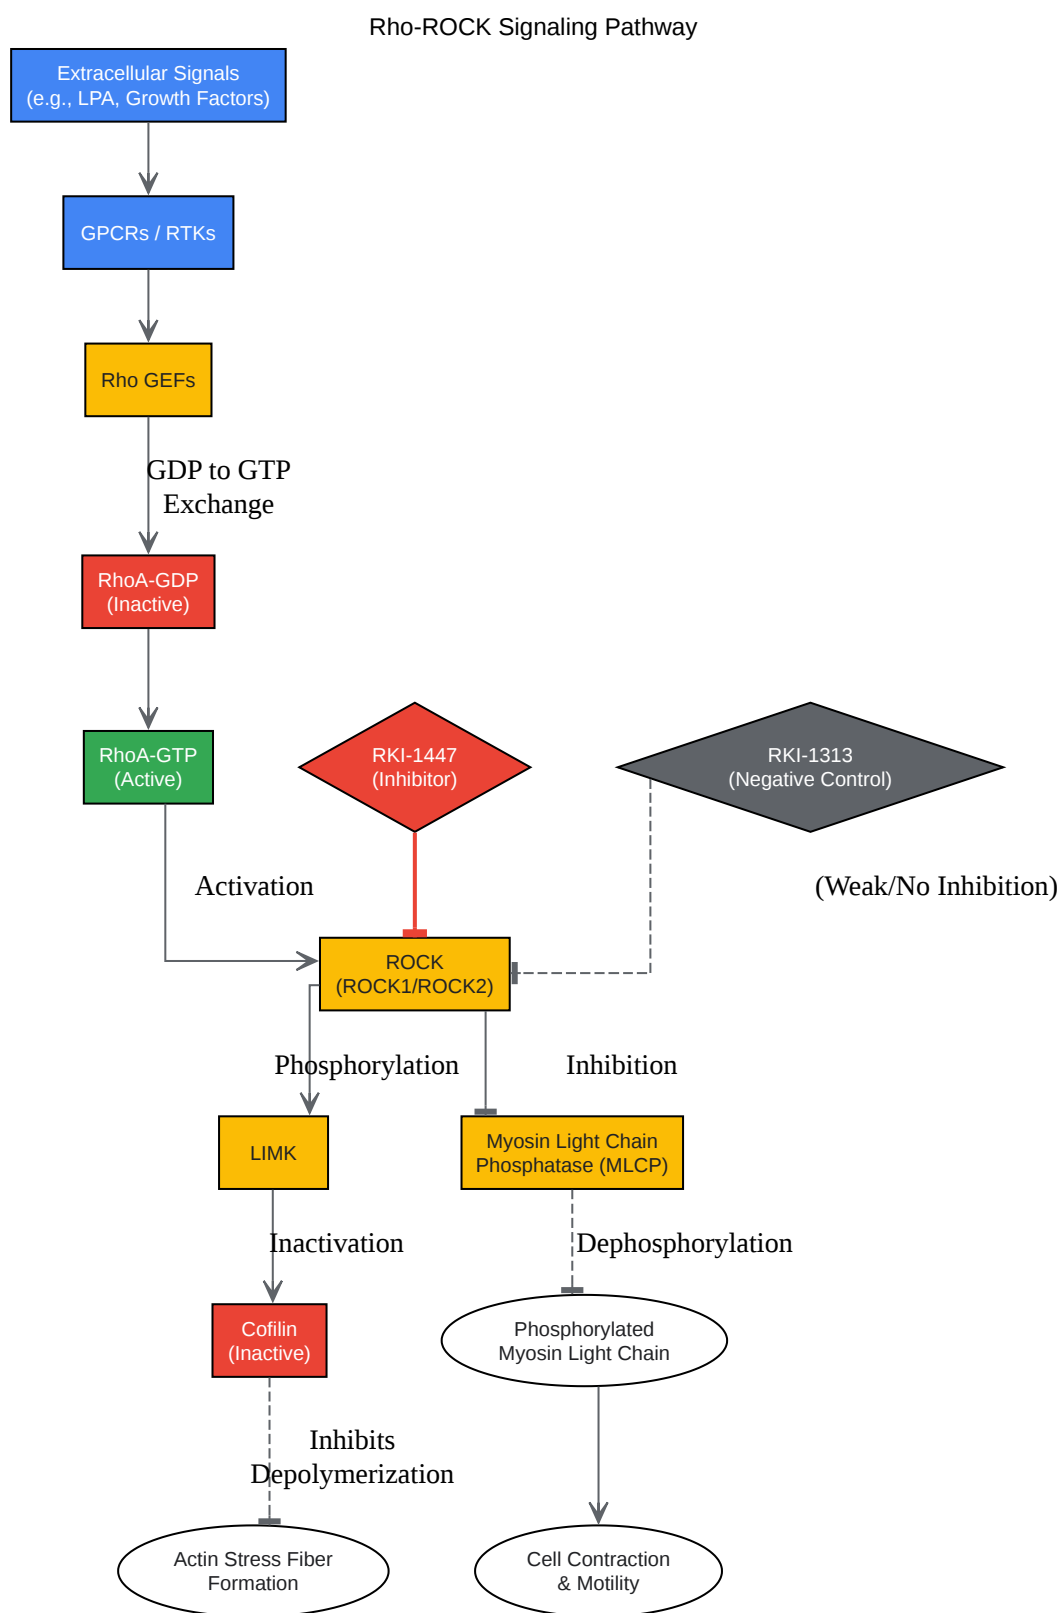 Rho-ROCK Signaling Pathway
Extracellular Signals
(e.g., LPA, Growth Factors)
GPCRs / RTKs
Rho GEFs
GDP to GTP
Exchange
RhoA-GDP
(Inactive)
RhoA-GTP
(Active)
RKI-1447
(Inhibitor)
RKI-1313
(Negative Control)
Activation
(Weak/No Inhibition)
ROCK
(ROCK1/ROCK2)
Phosphorylation
Inhibition
LIMK
Myosin Light Chain
Phosphatase (MLCP)
Inactivation
Dephosphorylation
Cofilin
(Inactive)
Phosphorylated
Myosin Light Chain
Inhibits
Depolymerization
Actin Stress Fiber
Formation
Cell Contraction
& Motility